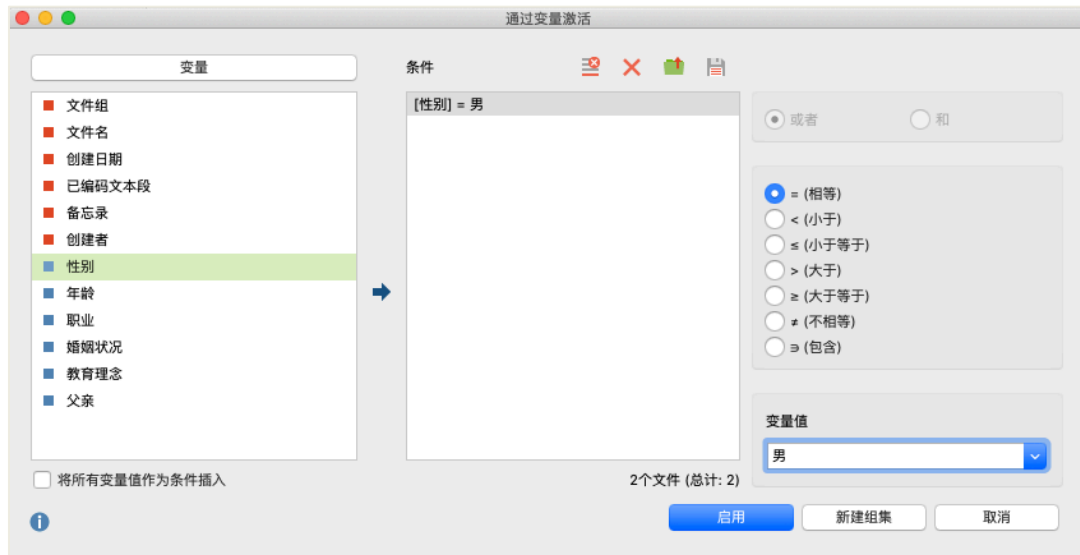 通过变量激活
变量
条件
文件组
文件名
创建日期
已编码文本段
备忘录
创建者
性别
年龄
职业
婚姻状况
教育理念
父亲
将所有变量值作为条件插入
[性别] = 男
2个文件 (总计: 2)
或者 和
= (相等)
< (小于)
≤ (小于等于)
> (大于)
≥ (大于等于)
≠ (不相等)
∋ (包含)
变量值
男
启用 新建组集 取消